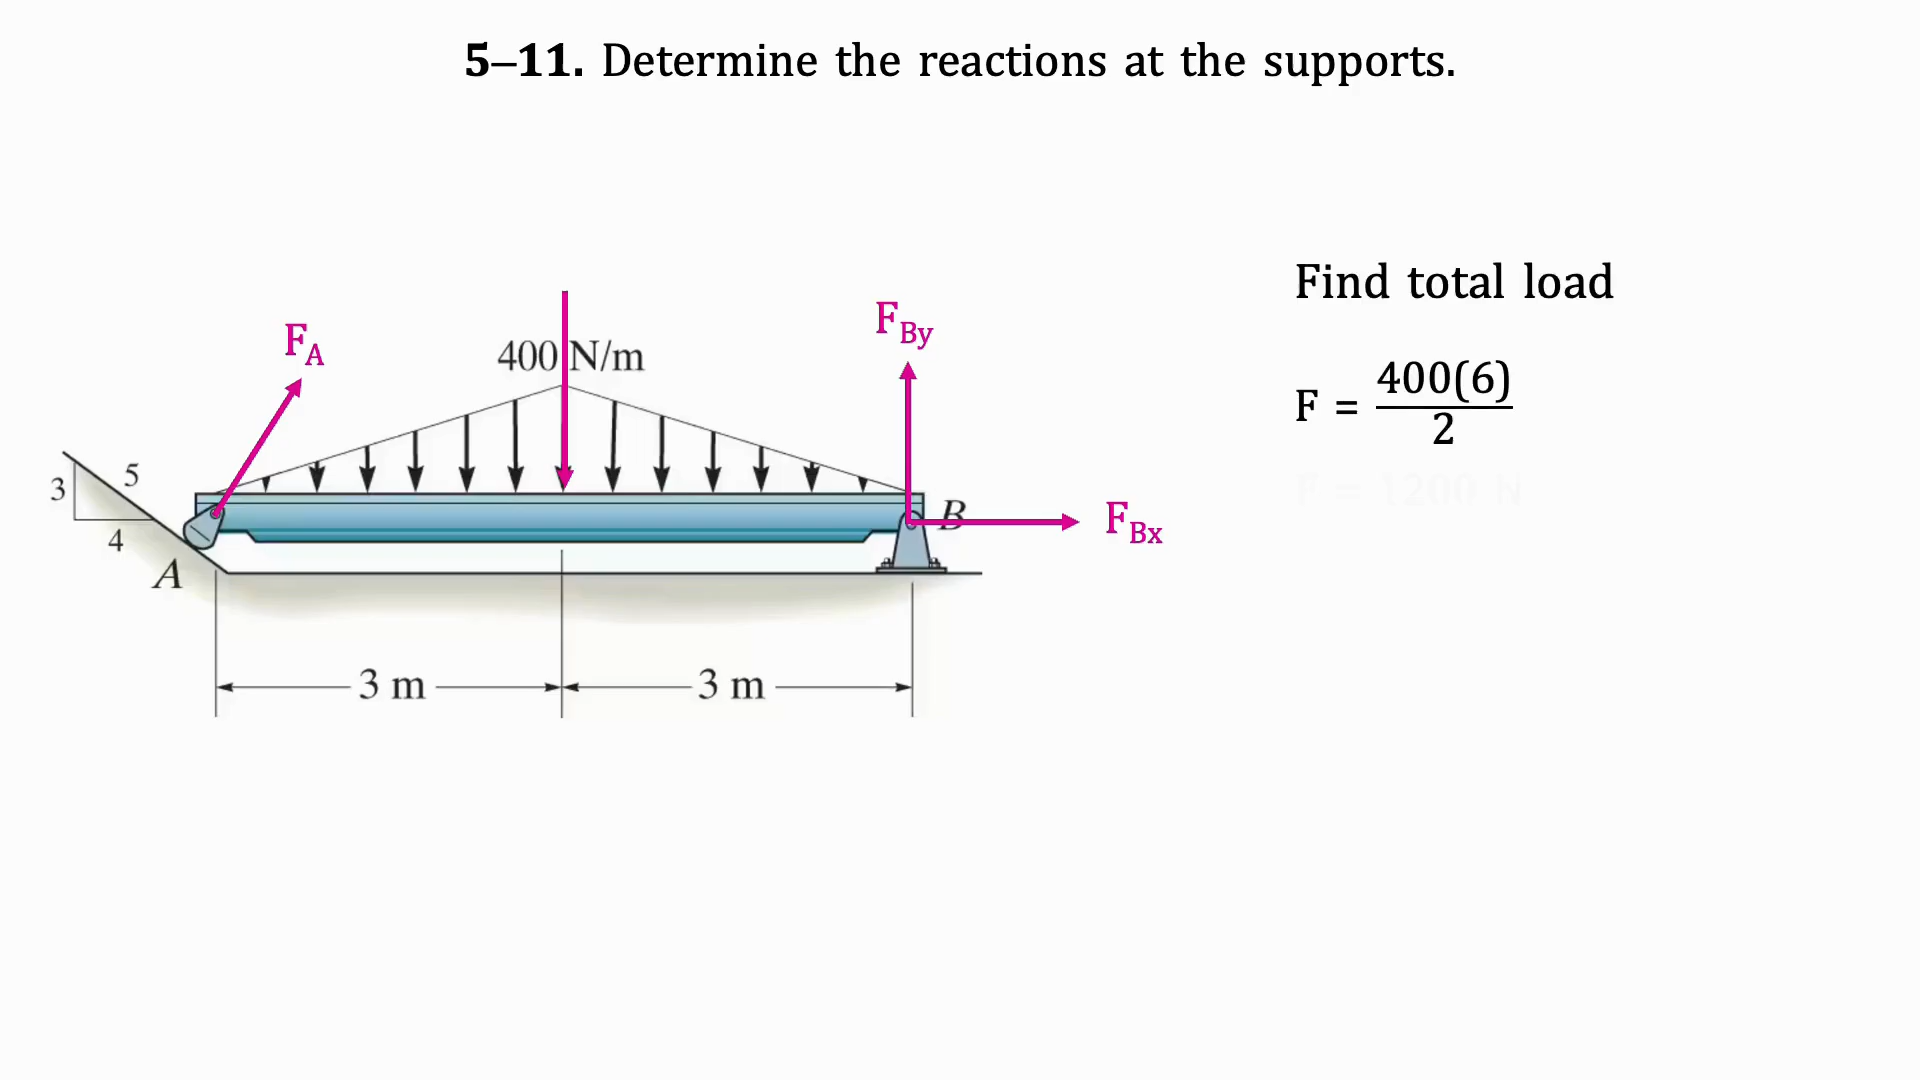 5–11. Determine the reactions at the supports.
Find total load
F_A
F_By
400 N/m
F = 400(6)/2
3
5
4
A
B
F_Bx
F = 1200 N
3 m
3 m